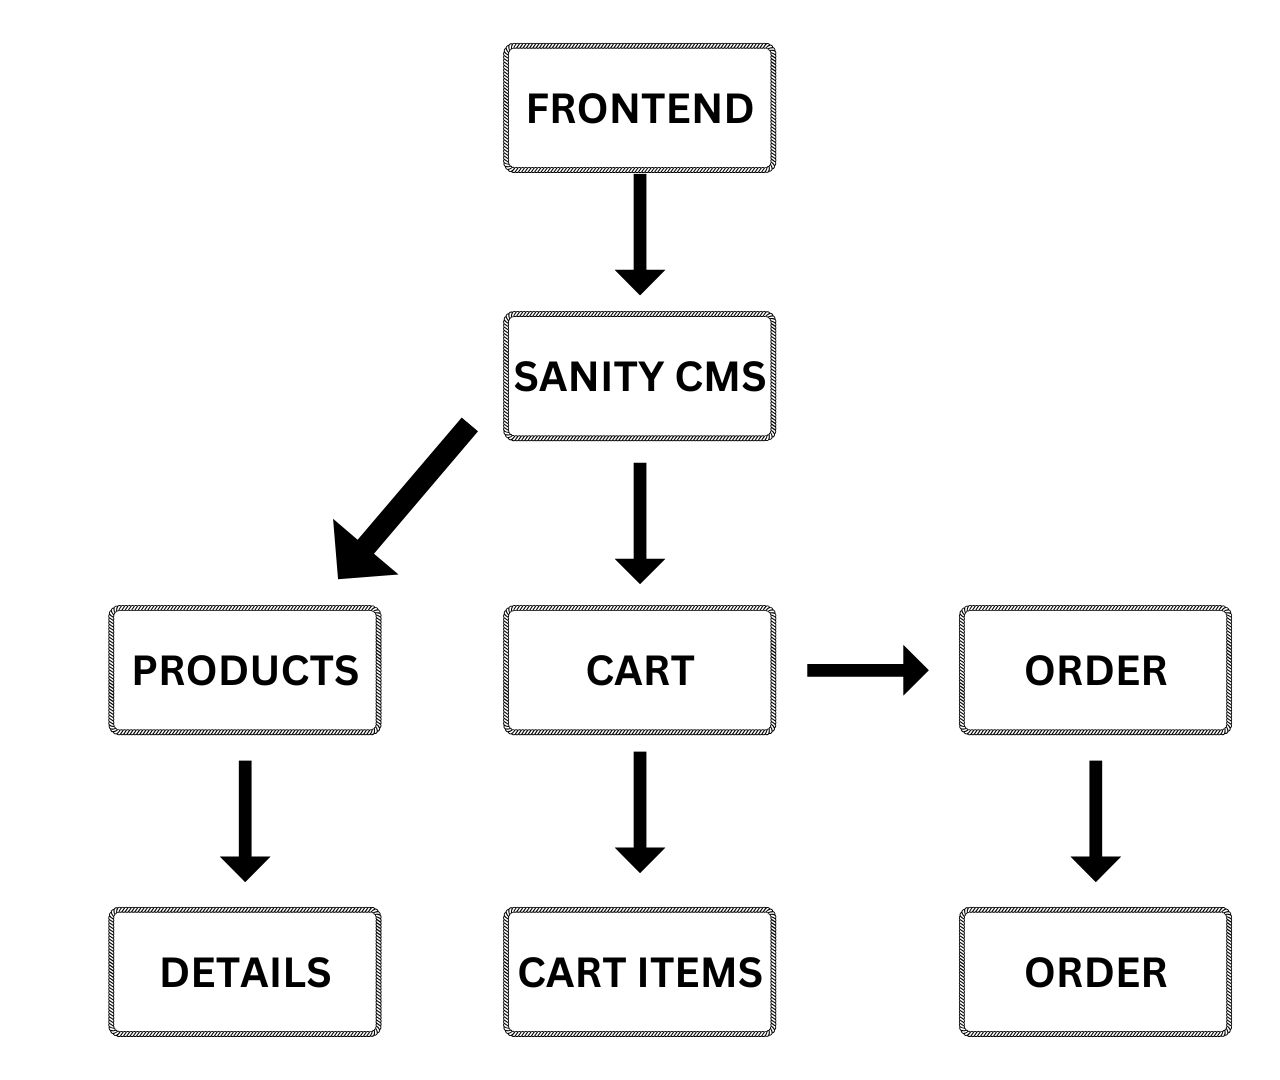 FRONTEND
SANITY CMS
PRODUCTS
CART
ORDER
DETAILS
CART ITEMS
ORDER